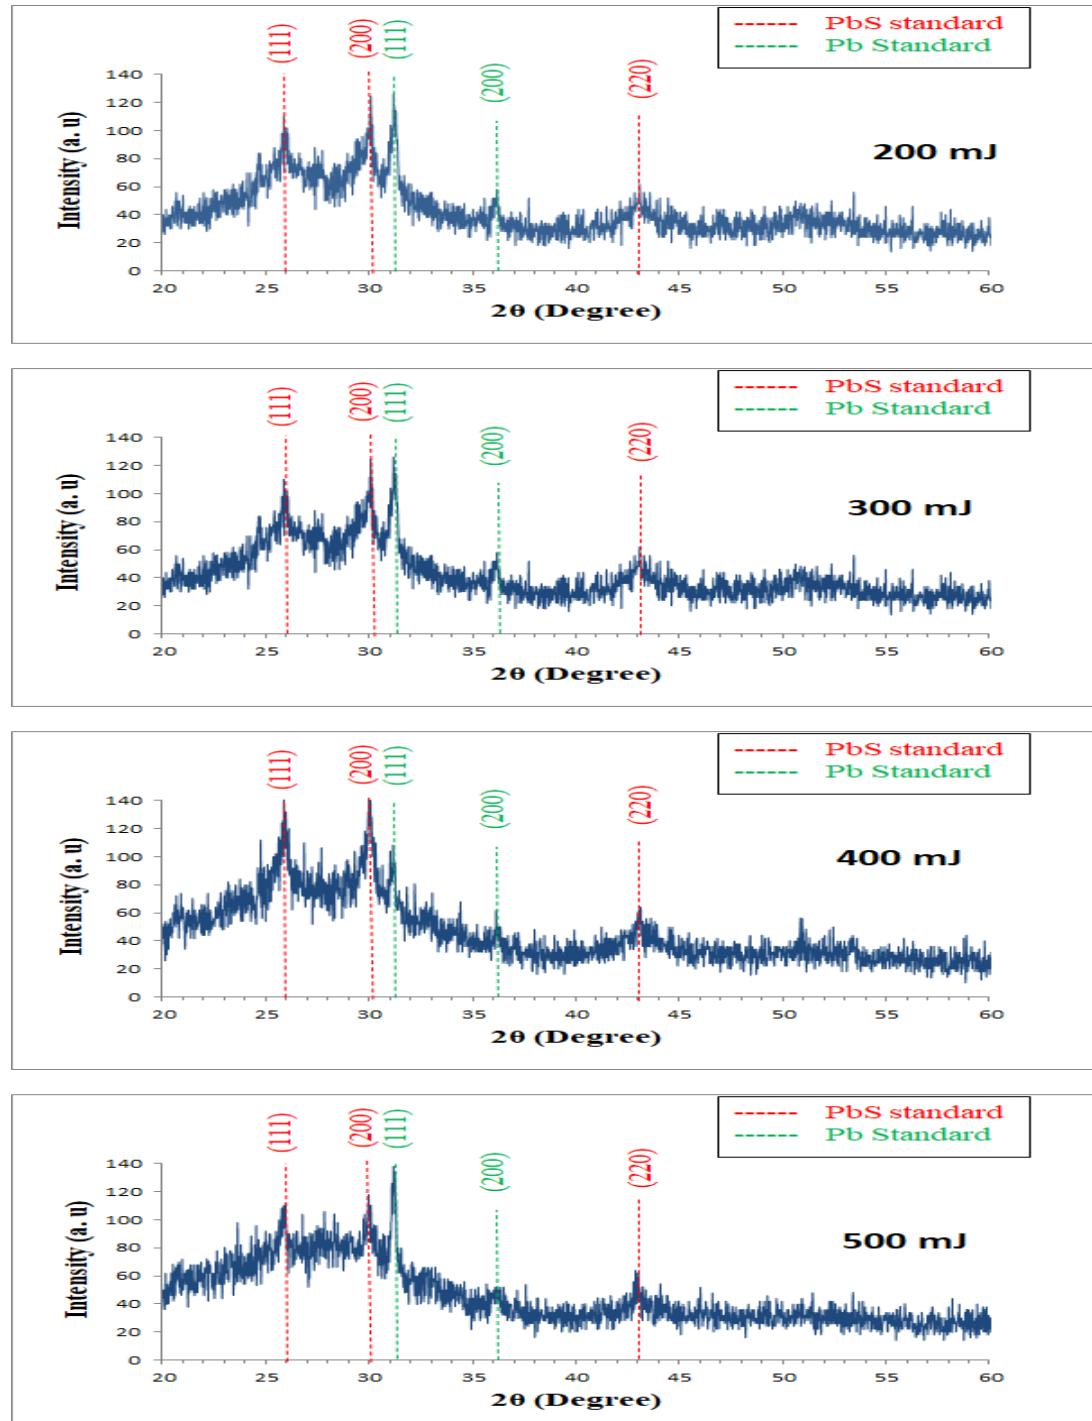 PbS standard
Pb Standard
(111)
(200)
(111)
(200)
(220)
200 mJ
Intensity (a. u)
140
120
100
80
60
40
20
0
20 25 30 35 40 45 50 55 60
2θ (Degree)
PbS standard
Pb Standard
(111)
(200)
(111)
(200)
(220)
300 mJ
Intensity (a. u)
140
120
100
80
60
40
20
0
20 25 30 35 40 45 50 55 60
2θ (Degree)
PbS standard
Pb Standard
(111)
(200)
(111)
(200)
(220)
400 mJ
Intensity (a. u)
140
120
100
80
60
40
20
0
20 25 30 35 40 45 50 55 60
2θ (Degree)
PbS standard
Pb Standard
(111)
(200)
(111)
(200)
(220)
500 mJ
Intensity (a. u)
140
120
100
80
60
40
20
0
20 25 30 35 40 45 50 55 60
2θ (Degree)